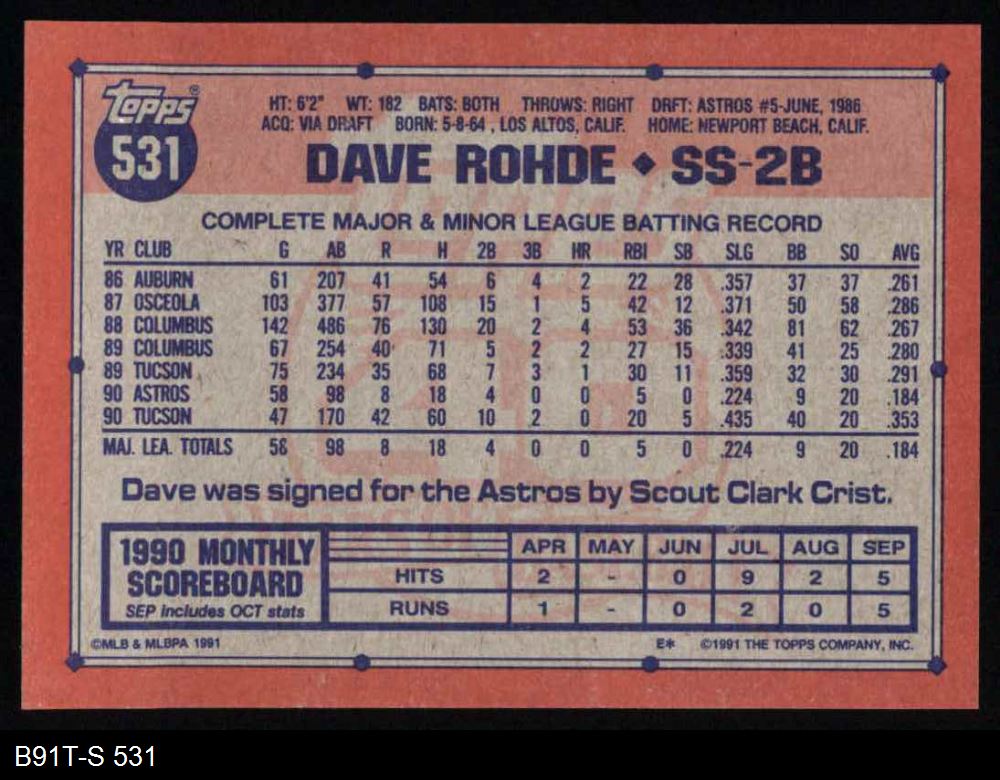 Topps®
531
HT: 6'2" WT: 182 BATS: BOTH THROWS: RIGHT DRFT: ASTROS #5-JUNE, 1986
ACQ: VIA DRAFT BORN: 5-8-64 , LOS ALTOS, CALIF. HOME: NEWPORT BEACH, CALIF.
DAVE ROHDE ◆ SS-2B
COMPLETE MAJOR & MINOR LEAGUE BATTING RECORD
YR CLUB G AB R H 2B 3B HR RBI SB SLG BB SO AVG
86 AUBURN 61 207 41 54 6 4 2 22 28 .357 37 37 .261
87 OSCEOLA 103 377 57 108 15 1 5 42 12 .371 50 58 .286
88 COLUMBUS 142 486 76 130 20 2 4 53 36 .342 81 62 .267
89 COLUMBUS 67 254 40 71 5 2 2 27 15 .339 41 25 .280
89 TUCSON 75 234 35 68 7 3 1 30 11 .359 32 30 .291
90 ASTROS 58 98 8 18 4 0 0 5 0 .224 9 20 .184
90 TUCSON 47 170 42 60 10 2 0 20 5 .435 40 20 .353
MAJ. LEA. TOTALS 58 98 8 18 4 0 0 5 0 .224 9 20 .184
Dave was signed for the Astros by Scout Clark Crist.
1990 MONTHLY
SCOREBOARD
SEP includes OCT stats
APR MAY JUN JUL AUG SEP
HITS 2 - 0 9 2 5
RUNS 1 - 0 2 0 5
©MLB & MLBPA 1991 E* ©1991 THE TOPPS COMPANY, INC.
B91T-S 531